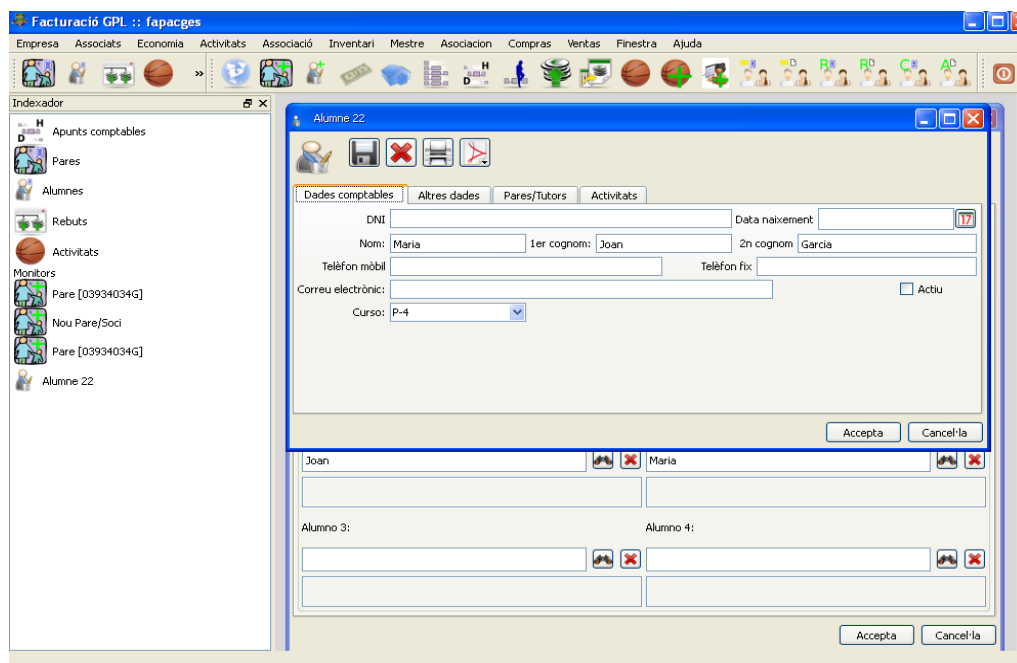 Facturació GPL :: fapacges
Empresa Associats Economia Activitats Associació Inventari Mestre Asociacion Compras Ventas Finestra Ajuda
»
H
D
Indexador
Alumne 22
H
D
Apunts comptables
Pares
Alumnes
Rebuts
Activitats
Monitors
Pare [03934034G]
Nou Pare/Soci
Pare [03934034G]
Alumne 22
Dades comptables Altres dades Pares/Tutors Activitats
DNI Data naixement 17
Nom: Maria 1er cognom: Joan 2n cognom Garcia
Telèfon mòbil Telèfon fix
Correu electrònic: Actiu
Curso: P-4
Accepta Cancel·la
Joan Maria
Alumno 3: Alumno 4:
Accepta Cancel·la